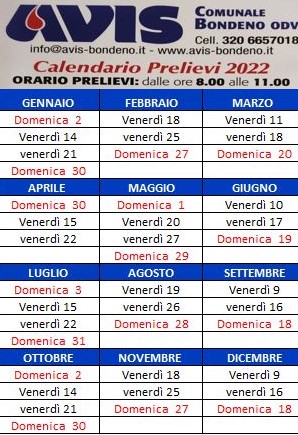 AVIS
COMUNALE
BONDENO ODV
Cell. 320 6657018
info@avis-bondeno.it - www.avis-bondeno.it
Calendario Prelievi 2022
ORARIO PRELIEVI: dalle ore 8.00 alle 11.00
GENNAIO FEBBRAIO MARZO
Domenica 2 Venerdì 18 Venerdì 11
Venerdì 14 venerdì 25 venerdì 18
venerdì 21 Domenica 27 Domenica 20
Domenica 30
APRILE MAGGIO GIUGNO
Domenica 30 Domenica 1 Venerdì 10
Venerdì 15 Venerdì 20 venerdì 17
venerdì 22 venerdì 27 Domenica 19
Domenica 29
LUGLIO AGOSTO SETTEMBRE
Domenica 3 Venerdì 19 Venerdì 9
Venerdì 15 venerdì 26 venerdì 16
venerdì 22 Domenica 28 Domenica 18
Domenica 31
OTTOBRE NOVEMBRE DICEMBRE
Domenica 2 Venerdì 18 Venerdì 9
Venerdì 14 venerdì 25 venerdì 16
venerdì 21 Domenica 27 Domenica 18
Domenica 30